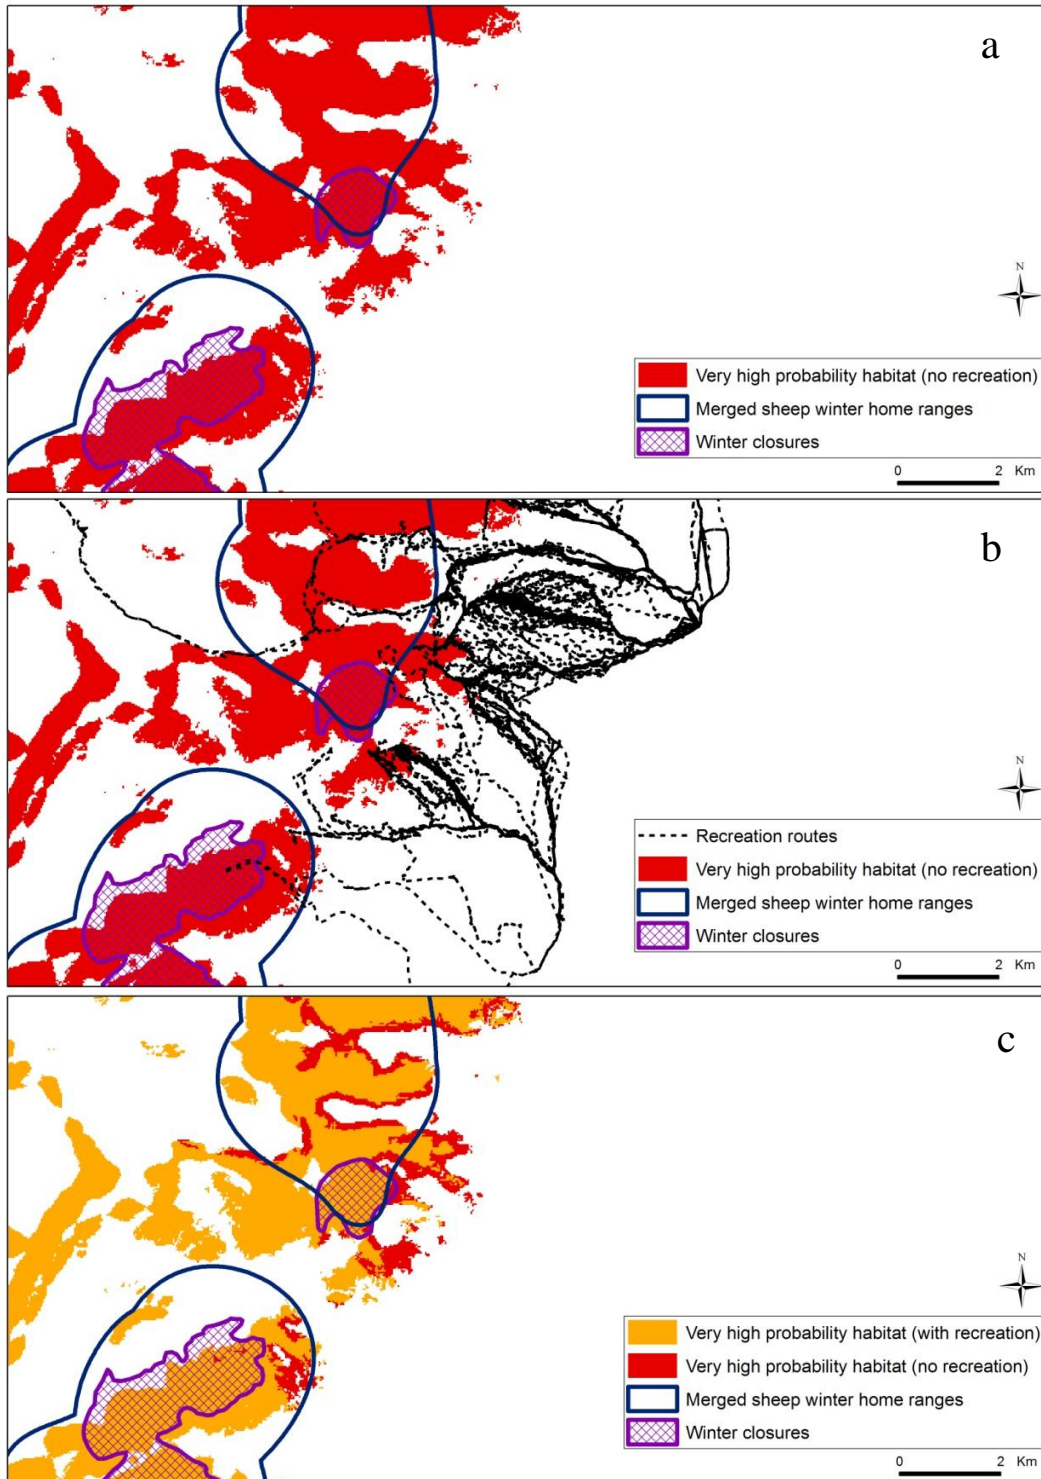 a
N
Very high probability habitat (no recreation)
Merged sheep winter home ranges
Winter closures
0 2 Km
b
N
Recreation routes
Very high probability habitat (no recreation)
Merged sheep winter home ranges
Winter closures
0 2 Km
c
N
Very high probability habitat (with recreation)
Very high probability habitat (no recreation)
Merged sheep winter home ranges
Winter closures
0 2 Km